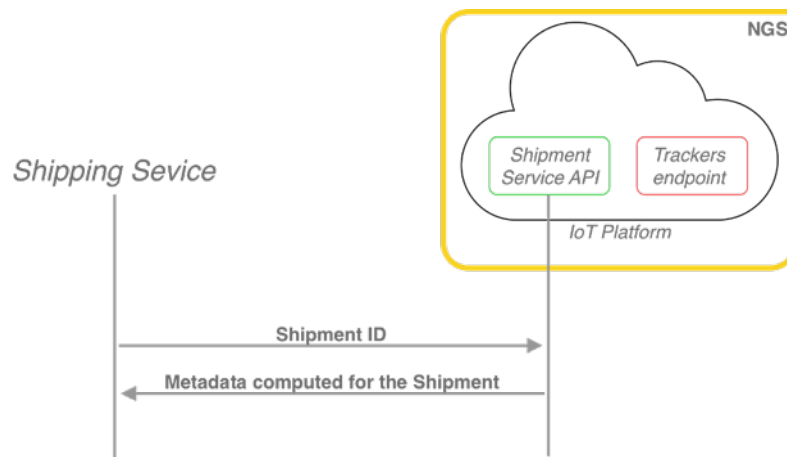 NGS
Shipment
Service API
Trackers
endpoint
Shipping Sevice
IoT Platform
Shipment ID
Metadata computed for the Shipment